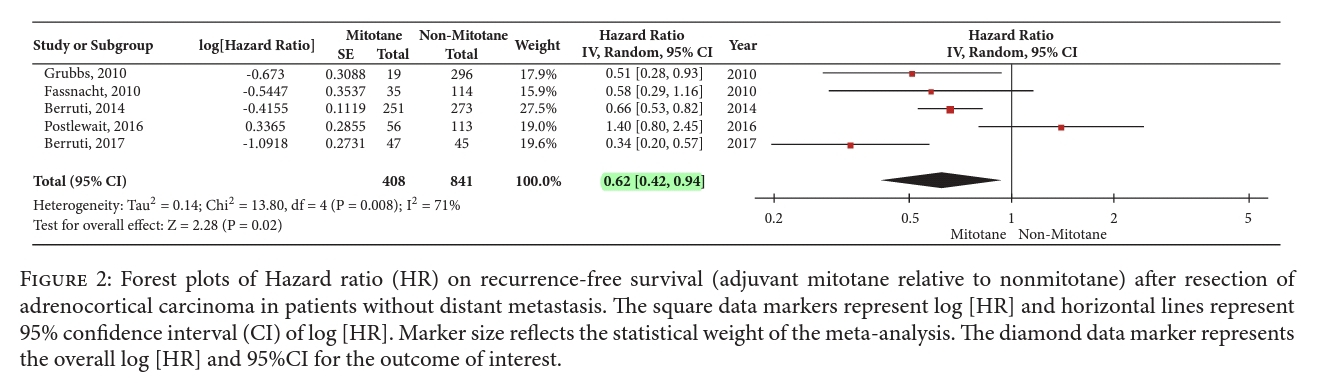 Study or Subgroup log[Hazard Ratio] Mitotane SE Total Non-Mitotane Total Weight Hazard Ratio IV, Random, 95% CI Year Hazard Ratio IV, Random, 95% CI
Grubbs, 2010 -0.673 0.3088 19 296 17.9% 0.51 [0.28, 0.93] 2010
Fassnacht, 2010 -0.5447 0.3537 35 114 15.9% 0.58 [0.29, 1.16] 2010
Berruti, 2014 -0.4155 0.1119 251 273 27.5% 0.66 [0.53, 0.82] 2014
Postlewait, 2016 0.3365 0.2855 56 113 19.0% 1.40 [0.80, 2.45] 2016
Berruti, 2017 -1.0918 0.2731 47 45 19.6% 0.34 [0.20, 0.57] 2017
Total (95% CI) 408 841 100.0% 0.62 [0.42, 0.94]
Heterogeneity: Tau² = 0.14; Chi² = 13.80, df = 4 (P = 0.008); I² = 71%
Test for overall effect: Z = 2.28 (P = 0.02)
0.2 0.5 1 2 5
Mitotane Non-Mitotane
Figure 2: Forest plots of Hazard ratio (HR) on recurrence-free survival (adjuvant mitotane relative to nonmitotane) after resection of
adrenocortical carcinoma in patients without distant metastasis. The square data markers represent log [HR] and horizontal lines represent
95% confidence interval (CI) of log [HR]. Marker size reflects the statistical weight of the meta-analysis. The diamond data marker represents
the overall log [HR] and 95%CI for the outcome of interest.